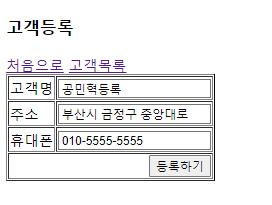 고객등록
처음으로 고객목록
고객명 공민혁등록
주소 부산시 금정구 중앙대로
휴대폰 010-5555-5555
등록하기